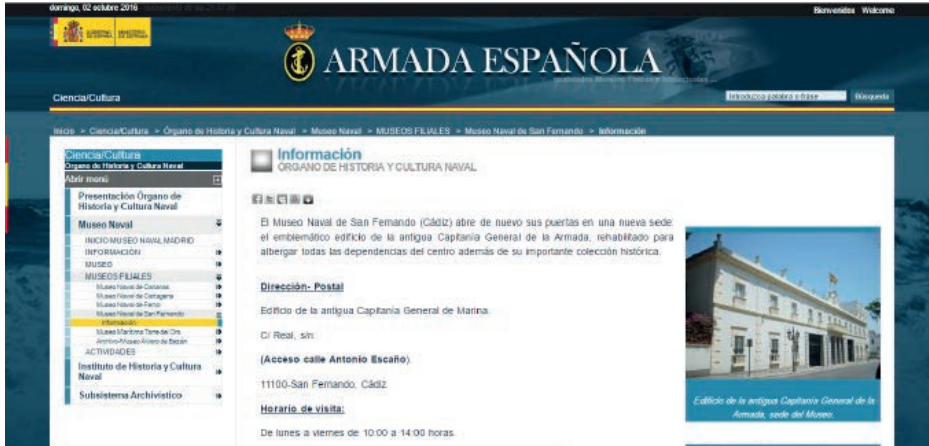 domingo, 02 octubre 2016
Bienvenidos Welcome
ARMADA ESPAÑOLA
Ciencia/Cultura
Introduzca palabra o frase
Búsqueda
Inicio > Ciencia/Cultura > Órgano de Historia y Cultura Naval > Museo Naval > MUSEOS FILIALES > Museo Naval de San Fernando > Información
Ciencia/Cultura
Órgano de Historia y Cultura Naval
Abrir menú
Presentación Órgano de
Historia y Cultura Naval
Museo Naval
INICIO MUSEO NAVAL MADRID
INFORMACIÓN
MUSEO
MUSEOS FILIALES
Museo Naval de Canarias
Museo Naval de Cartagena
Museo Naval de Ferrol
Museo Naval de San Fernando
Información
Museo Marítimo Torre del Oro
Archivo-Museo Álvaro de Bazán
ACTIVIDADES
Instituto de Historia y Cultura
Naval
Subsistema Archivístico
Información
ÓRGANO DE HISTORIA Y CULTURA NAVAL
El Museo Naval de San Fernando (Cádiz) abre de nuevo sus puertas en una nueva sede:
el emblemático edificio de la antigua Capitanía General de la Armada, rehabilitado para
albergar todas las dependencias del centro además de su importante colección histórica.
Dirección- Postal
Edificio de la antigua Capitanía General de Marina.
C/ Real, s/n
(Acceso calle Antonio Escaño).
11100-San Fernando, Cádiz
Horario de visita:
De lunes a viernes de 10:00 a 14:00 horas.
Edificio de la antigua Capitanía General de la
Armada, sede del Museo.